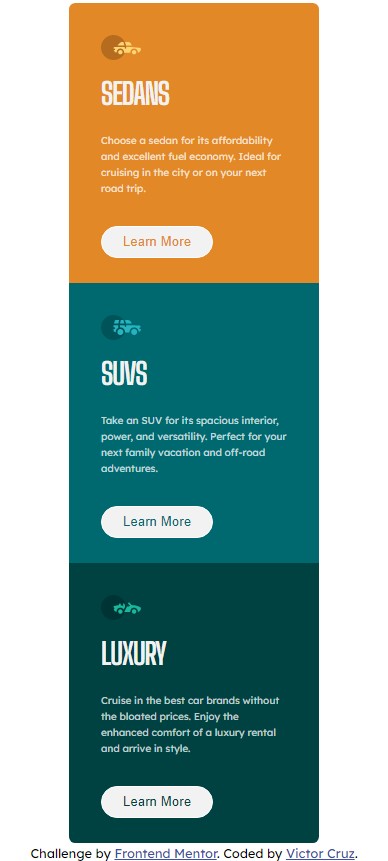 SEDANS
Choose a sedan for its affordability
and excellent fuel economy. Ideal for
cruising in the city or on your next
road trip.
Learn More
SUVS
Take an SUV for its spacious interior,
power, and versatility. Perfect for your
next family vacation and off-road
adventures.
Learn More
LUXURY
Cruise in the best car brands without
the bloated prices. Enjoy the
enhanced comfort of a luxury rental
and arrive in style.
Learn More
Challenge by Frontend Mentor. Coded by Victor Cruz.